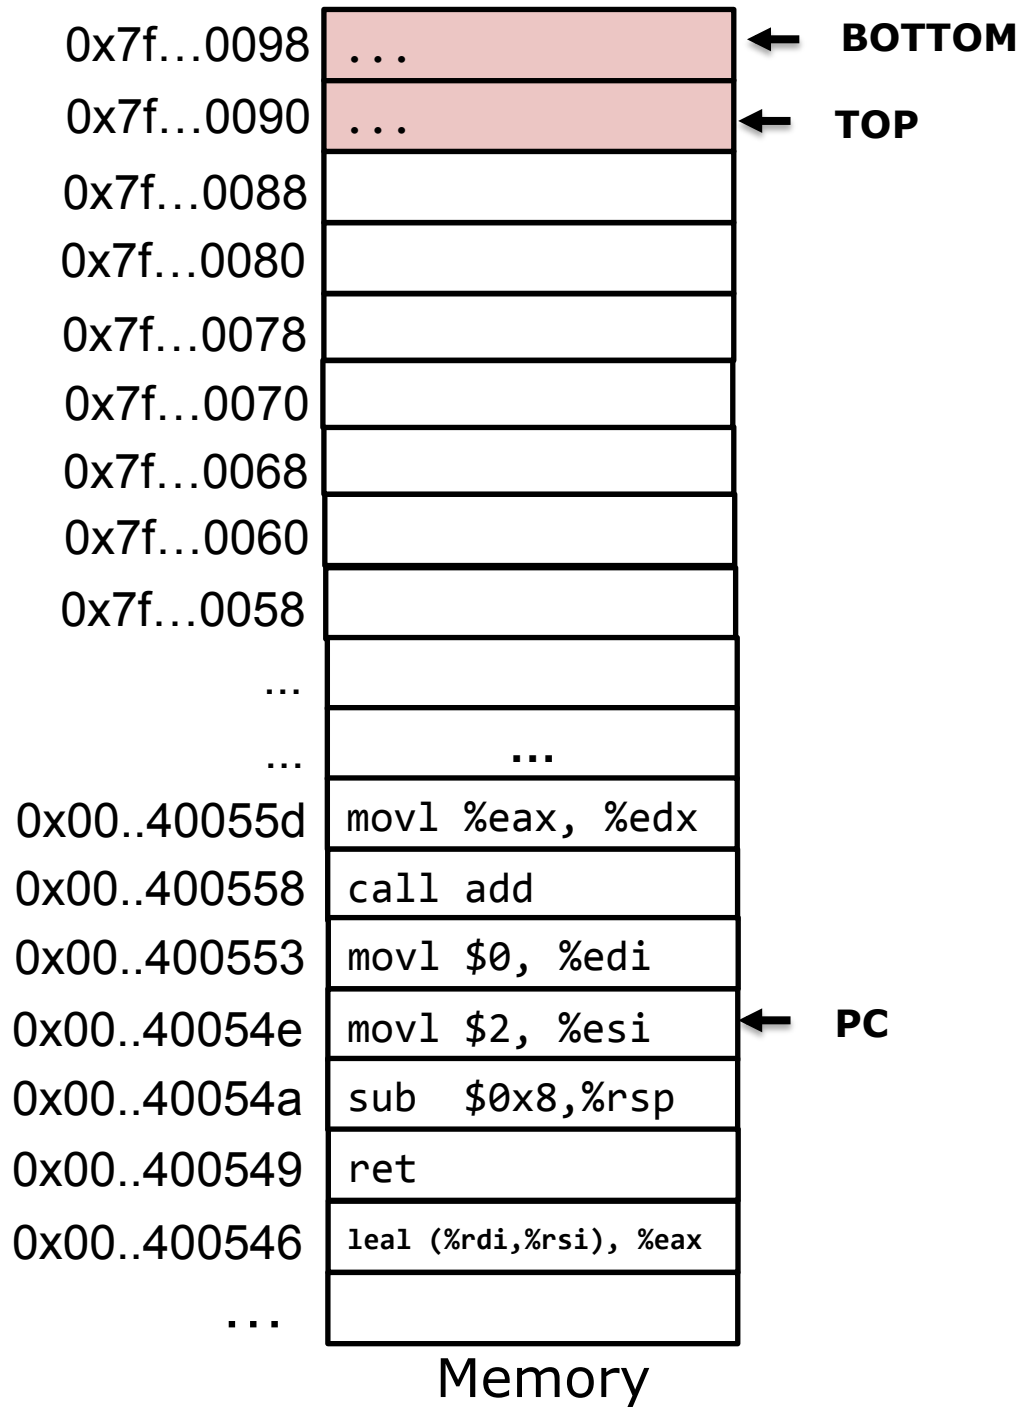 0x7f…0098 ... BOTTOM
0x7f…0090 ... TOP
0x7f…0088
0x7f…0080
0x7f…0078
0x7f…0070
0x7f…0068
0x7f…0060
0x7f…0058
...
... ...
0x00..40055d movl %eax, %edx
0x00..400558 call add
0x00..400553 movl $0, %edi
0x00..40054e movl $2, %esi PC
0x00..40054a sub $0x8,%rsp
0x00..400549 ret
0x00..400546 leal (%rdi,%rsi), %eax
...
Memory